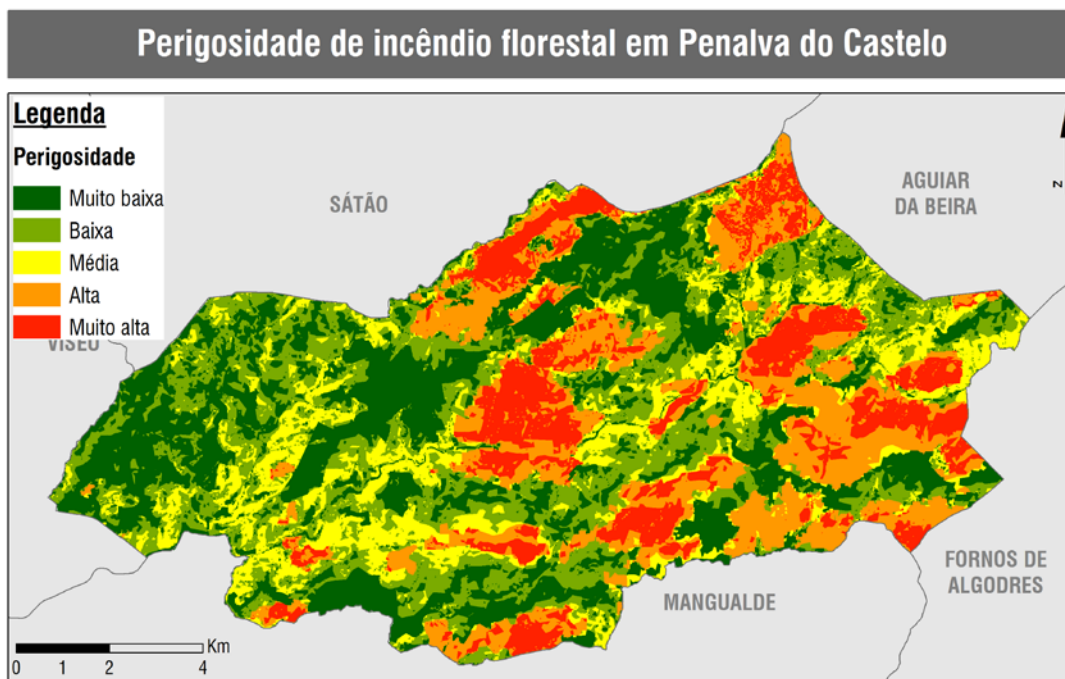 Perigosidade de incêndio florestal em Penalva do Castelo
Legenda
Perigosidade
Muito baixa
Baixa
Média
Alta
Muito alta
SÁTÃO
AGUIAR
DA BEIRA
z
VISEU
FORNOS DE
ALGODRES
MANGUALDE
Km
0 1 2 4